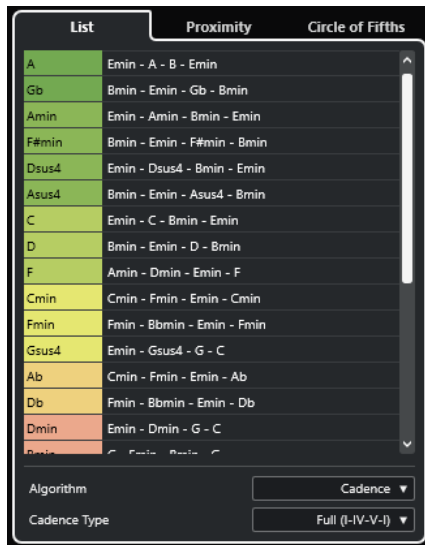 List Proximity Circle of Fifths
A Emin - A - B - Emin
Gb Bmin - Emin - Gb - Bmin
Amin Emin - Amin - Bmin - Emin
F#min Bmin - Emin - F#min - Bmin
Dsus4 Emin - Dsus4 - Bmin - Emin
Asus4 Bmin - Emin - Asus4 - Bmin
C Emin - C - Bmin - Emin
D Bmin - Emin - D - Bmin
F Amin - Dmin - Emin - F
Cmin Cmin - Fmin - Emin - Cmin
Fmin Fmin - Bbmin - Emin - Fmin
Gsus4 Emin - Gsus4 - G - C
Ab Cmin - Fmin - Emin - Ab
Db Fmin - Bbmin - Emin - Db
Dmin Emin - Dmin - G - C
Algorithm Cadence
Cadence Type Full (I-IV-V-I)